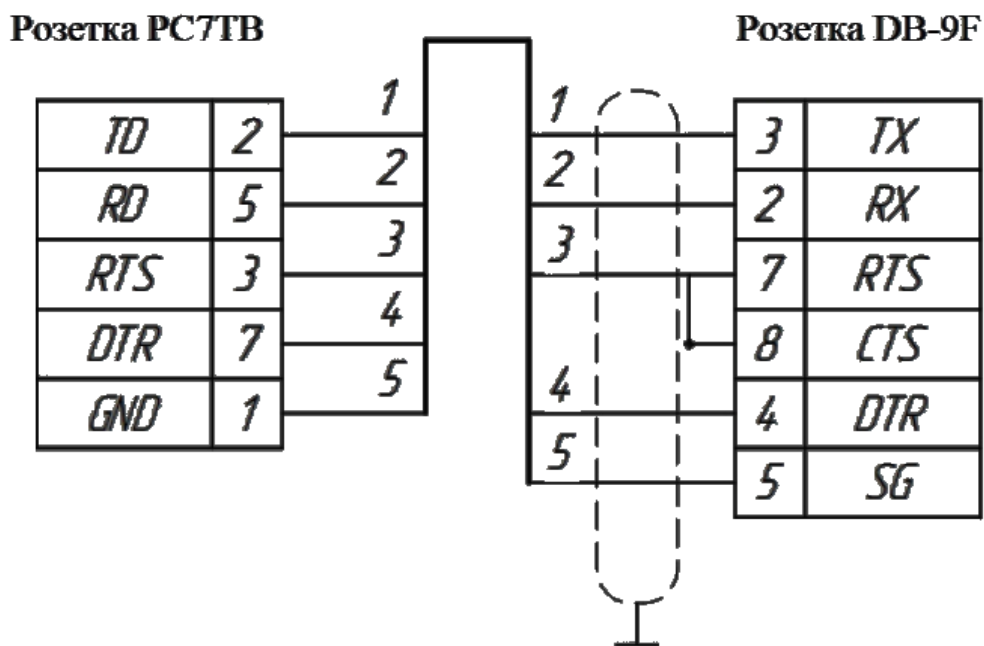 Розетка РС7ТВ
Розетка DB-9F
TD 2
RD 5
RTS 3
DTR 7
GND 1
1
2
3
4
5
1
2
3
4
5
3 TX
2 RX
7 RTS
8 CTS
4 DTR
5 SG